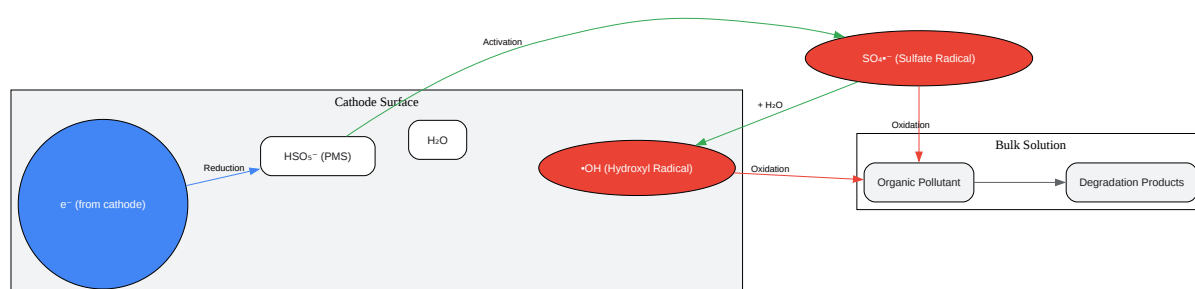 Activation
SO₄•⁻ (Sulfate Radical)
Cathode Surface
+ H₂O
Oxidation
H₂O
Bulk Solution
HSO₅⁻ (PMS)
Reduction
•OH (Hydroxyl Radical)
Oxidation
Organic Pollutant
Degradation Products
e⁻ (from cathode)